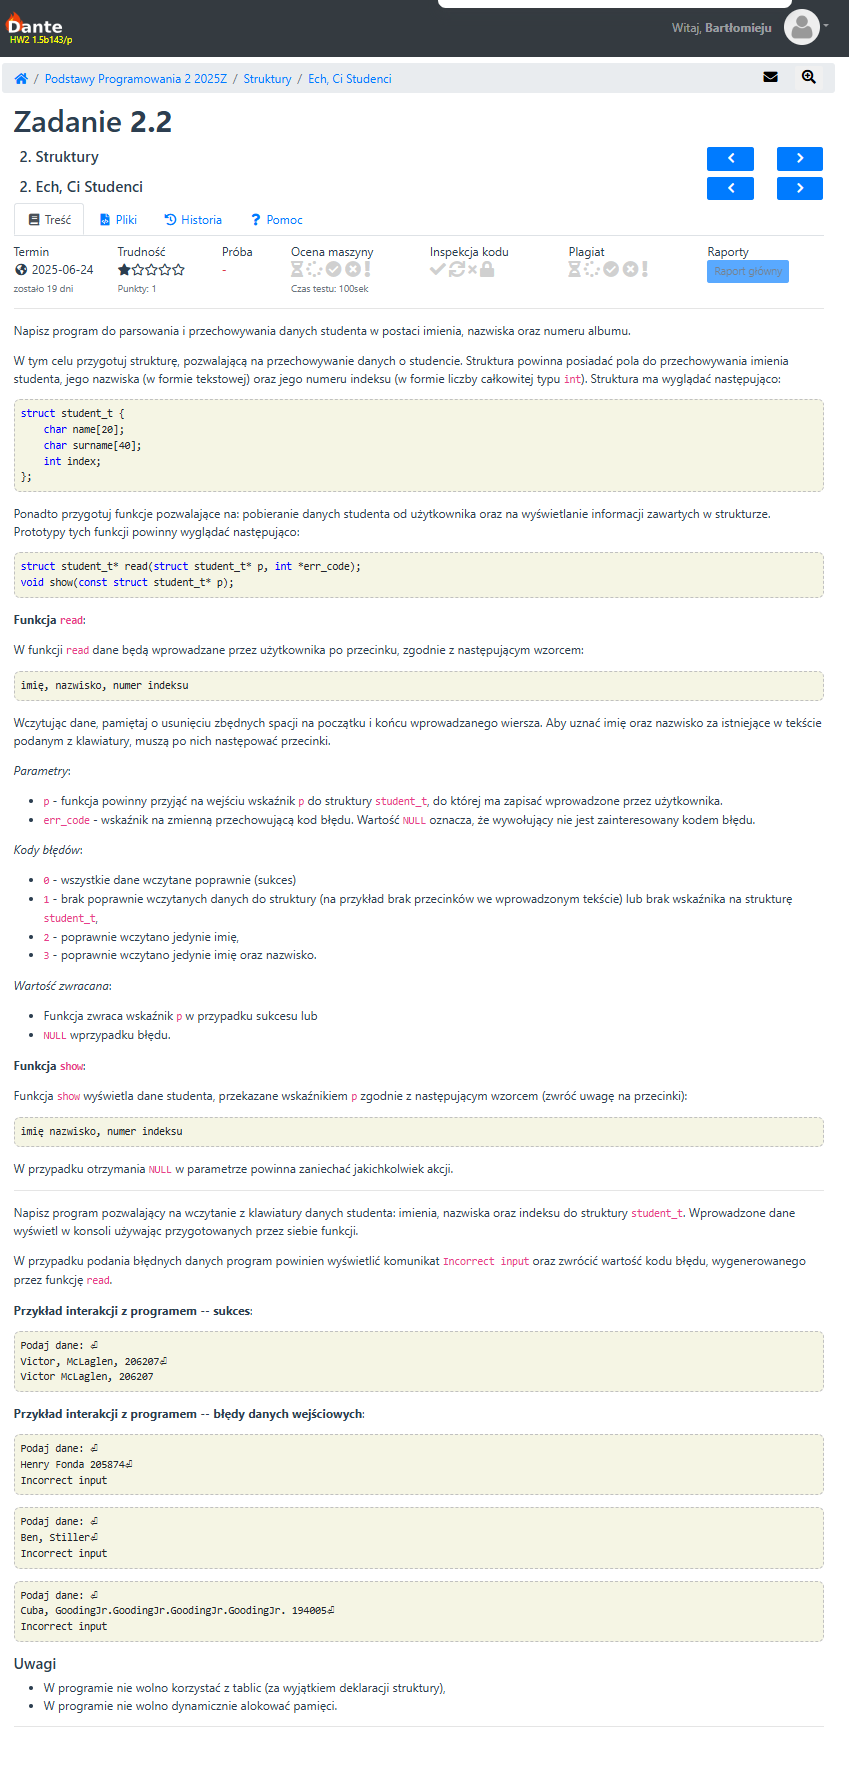 Dante
HW2 1.5b143/p
Witaj, Bartłomieju
/ Podstawy Programowania 2 2025Z / Struktury / Ech, Ci Studenci
Zadanie 2.2
2. Struktury
2. Ech, Ci Studenci
Treść Pliki Historia Pomoc
Termin Trudność Próba Ocena maszyny Inspekcja kodu Plagiat Raporty
2025-06-24 - Raport główny
zostało 19 dni Punkty: 1 Czas testu: 100sek
Napisz program do parsowania i przechowywania danych studenta w postaci imienia, nazwiska oraz numeru albumu.
W tym celu przygotuj strukturę, pozwalającą na przechowywanie danych o studencie. Struktura powinna posiadać pola do przechowywania imienia
studenta, jego nazwiska (w formie tekstowej) oraz jego numeru indeksu (w formie liczby całkowitej typu int). Struktura ma wyglądać następująco:
struct student_t {
char name[20];
char surname[40];
int index;
};
Ponadto przygotuj funkcje pozwalające na: pobieranie danych studenta od użytkownika oraz na wyświetlanie informacji zawartych w strukturze.
Prototypy tych funkcji powinny wyglądać następująco:
struct student_t* read(struct student_t* p, int *err_code);
void show(const struct student_t* p);
Funkcja read:
W funkcji read dane będą wprowadzane przez użytkownika po przecinku, zgodnie z następującym wzorcem:
imię, nazwisko, numer indeksu
Wczytując dane, pamiętaj o usunięciu zbędnych spacji na początku i końcu wprowadzanego wiersza. Aby uznać imię oraz nazwisko za istniejące w tekście
podanym z klawiatury, muszą po nich następować przecinki.
Parametry:
• p - funkcja powinny przyjąć na wejściu wskaźnik p do struktury student_t, do której ma zapisać wprowadzone przez użytkownika.
• err_code - wskaźnik na zmienną przechowującą kod błędu. Wartość NULL oznacza, że wywołujący nie jest zainteresowany kodem błędu.
Kody błędów:
• 0 - wszystkie dane wczytane poprawnie (sukces)
• 1 - brak poprawnie wczytanych danych do struktury (na przykład brak przecinków we wprowadzonym tekście) lub brak wskaźnika na strukturę
student_t,
• 2 - poprawnie wczytano jedynie imię,
• 3 - poprawnie wczytano jedynie imię oraz nazwisko.
Wartość zwracana:
• Funkcja zwraca wskaźnik p w przypadku sukcesu lub
• NULL wprzypadku błędu.
Funkcja show:
Funkcja show wyświetla dane studenta, przekazane wskaźnikiem p zgodnie z następującym wzorcem (zwróć uwagę na przecinki):
imię nazwisko, numer indeksu
W przypadku otrzymania NULL w parametrze powinna zaniechać jakichkolwiek akcji.
Napisz program pozwalający na wczytanie z klawiatury danych studenta: imienia, nazwiska oraz indeksu do struktury student_t. Wprowadzone dane
wyświetl w konsoli używając przygotowanych przez siebie funkcji.
W przypadku podania błędnych danych program powinien wyświetlić komunikat Incorrect input oraz zwrócić wartość kodu błędu, wygenerowanego
przez funkcję read.
Przykład interakcji z programem -- sukces:
Podaj dane: ⏎
Victor, McLaglen, 206207⏎
Victor McLaglen, 206207
Przykład interakcji z programem -- błędy danych wejściowych:
Podaj dane: ⏎
Henry Fonda 205874⏎
Incorrect input
Podaj dane: ⏎
Ben, Stiller⏎
Incorrect input
Podaj dane: ⏎
Cuba, GoodingJr.GoodingJr.GoodingJr.GoodingJr. 194005⏎
Incorrect input
Uwagi
• W programie nie wolno korzystać z tablic (za wyjątkiem deklaracji struktury),
• W programie nie wolno dynamicznie alokować pamięci.